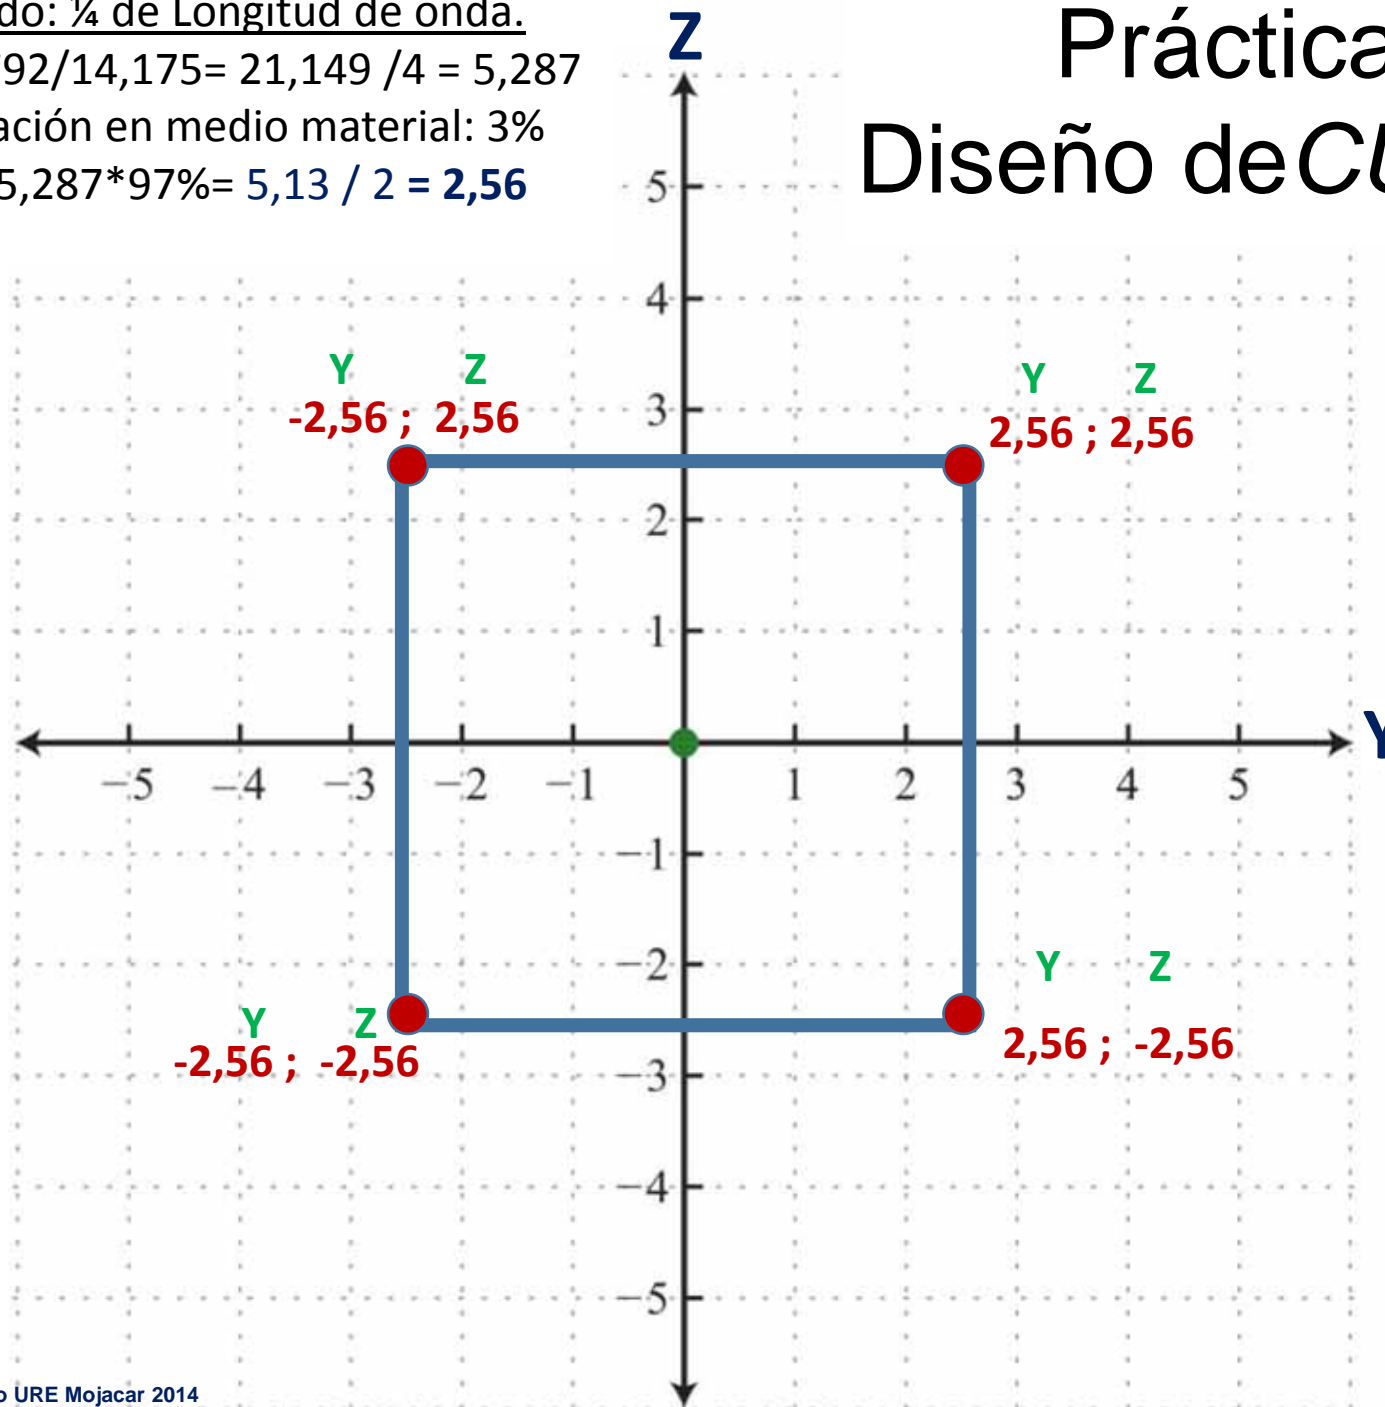 do: ¼ de Longitud de onda.
792/14,175= 21,149 /4 = 5,287
ación en medio material: 3%
5,287*97%= 5,13 / 2 = 2,56
Práctica
Diseño de CU
Z
5
4
Y Z
-2,56 ; 2,56
Y Z
2,56 ; 2,56
3
2
1
Y
−5 −4 −3 −2 −1 1 2 3 4 5
−1
−2
Y Z
-2,56 ; -2,56
Y Z
2,56 ; -2,56
−3
−4
−5
o URE Mojacar 2014